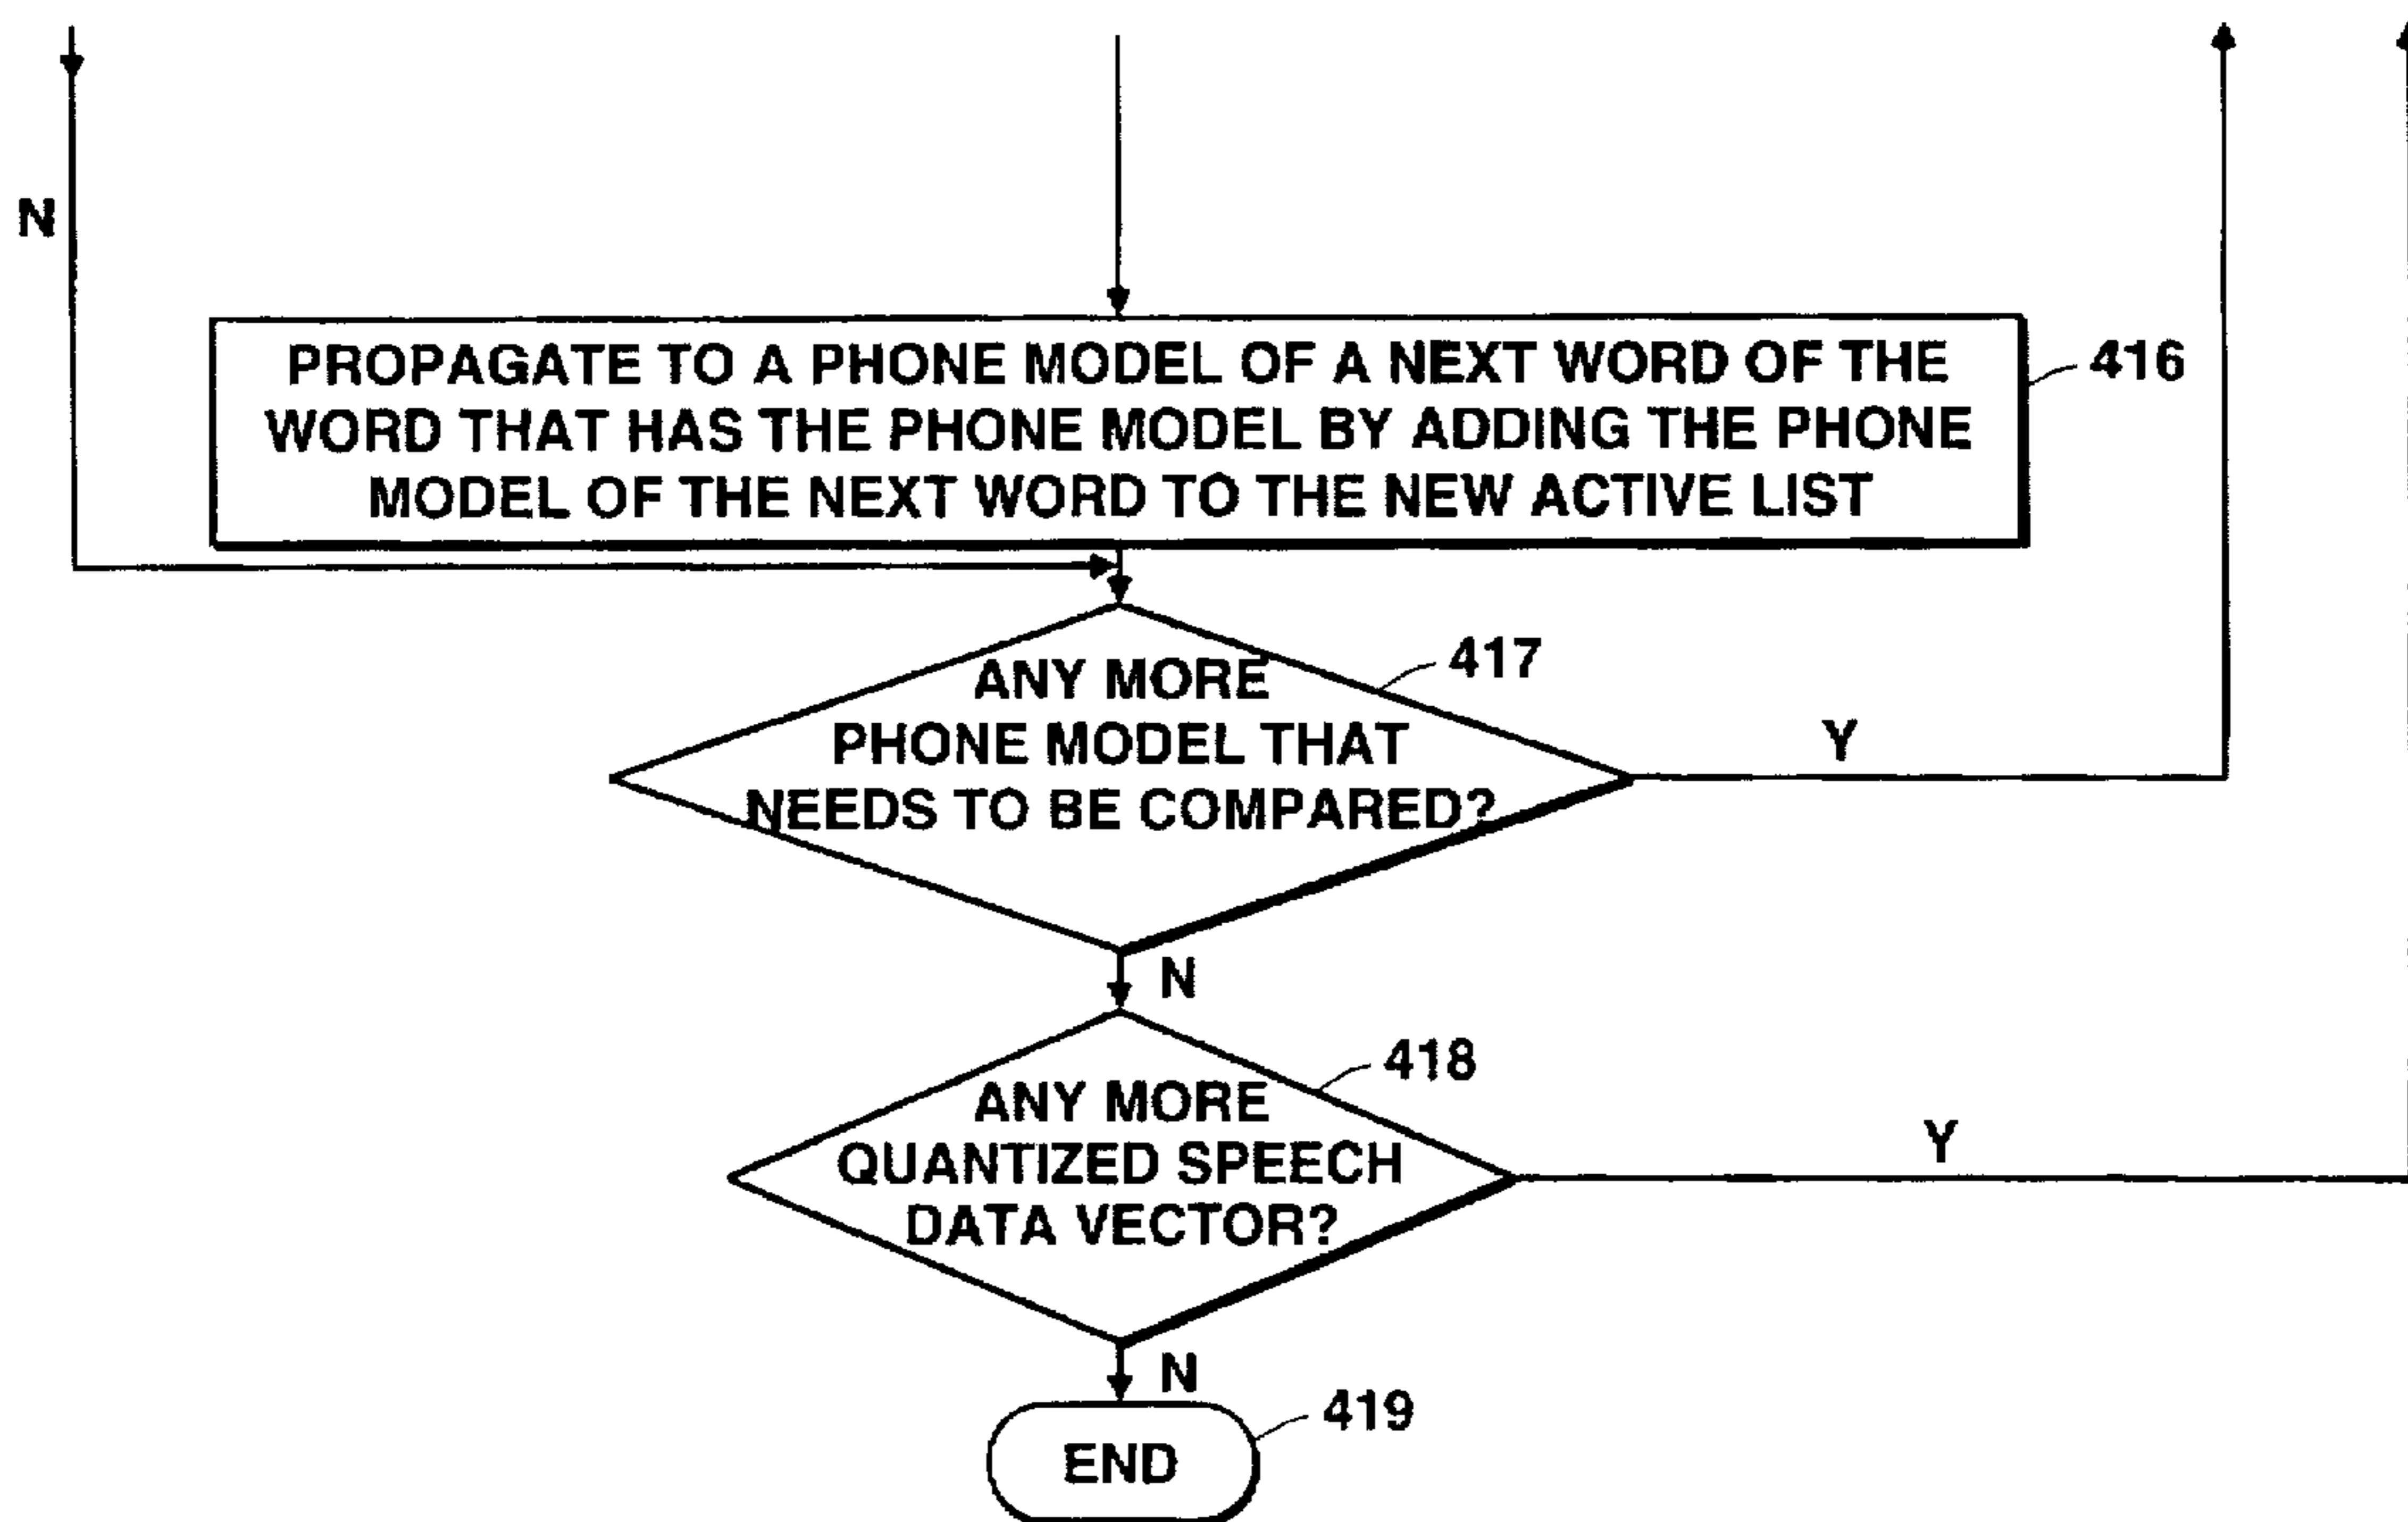 N
PROPAGATE TO A PHONE MODEL OF A NEXT WORD OF THE
WORD THAT HAS THE PHONE MODEL BY ADDING THE PHONE
MODEL OF THE NEXT WORD TO THE NEW ACTIVE LIST
416
ANY MORE
PHONE MODEL THAT
NEEDS TO BE COMPARED?
417
Y
N
ANY MORE
QUANTIZED SPEECH
DATA VECTOR?
418
Y
N
END
419